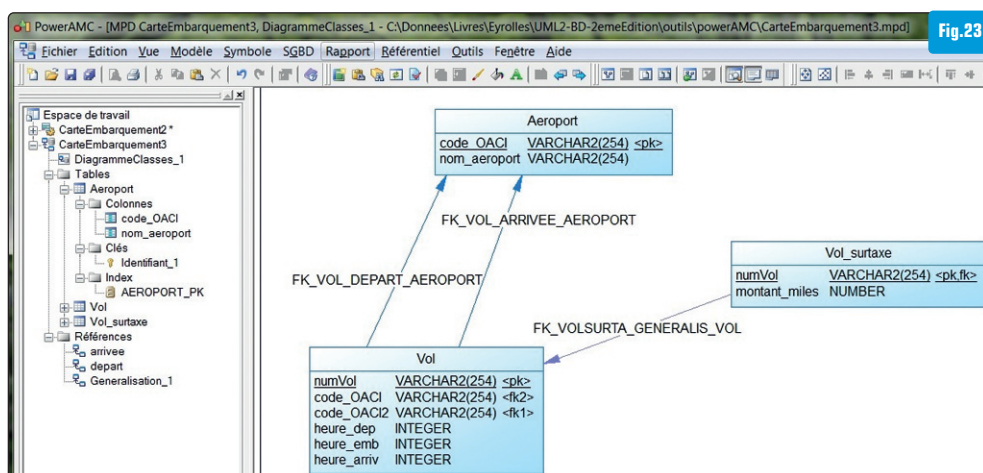 PowerAMC - [MPD CarteEmbarquement3, DiagrammeClasses_1 - C:\Donnees\Livres\Eyrolles\UML2-BD-2emeEdition\outils\powerAMC\CarteEmbarquement3.mpd]
Fig.23
Fichier Edition Vue Modèle Symbole SGBD Rapport Référentiel Outils Fenêtre Aide
Espace de travail
CarteEmbarquement2 *
CarteEmbarquement3
DiagrammeClasses_1
Tables
Aeroport
Colonnes
code_OACI
nom_aeroport
Clés
Identifiant_1
Index
AEROPORT_PK
Vol
Vol_surtaxe
Références
arrivee
depart
Generalisation_1
Aeroport
code_OACI VARCHAR2(254) <pk>
nom_aeroport VARCHAR2(254)
FK_VOL_ARRIVEE_AEROPORT
FK_VOL_DEPART_AEROPORT
Vol_surtaxe
numVol VARCHAR2(254) <pk,fk>
montant_miles NUMBER
FK_VOLSURTA_GENERALIS_VOL
Vol
numVol VARCHAR2(254) <pk>
code_OACI VARCHAR2(254) <fk2>
code_OACI2 VARCHAR2(254) <fk1>
heure_dep INTEGER
heure_emb INTEGER
heure_arriv INTEGER